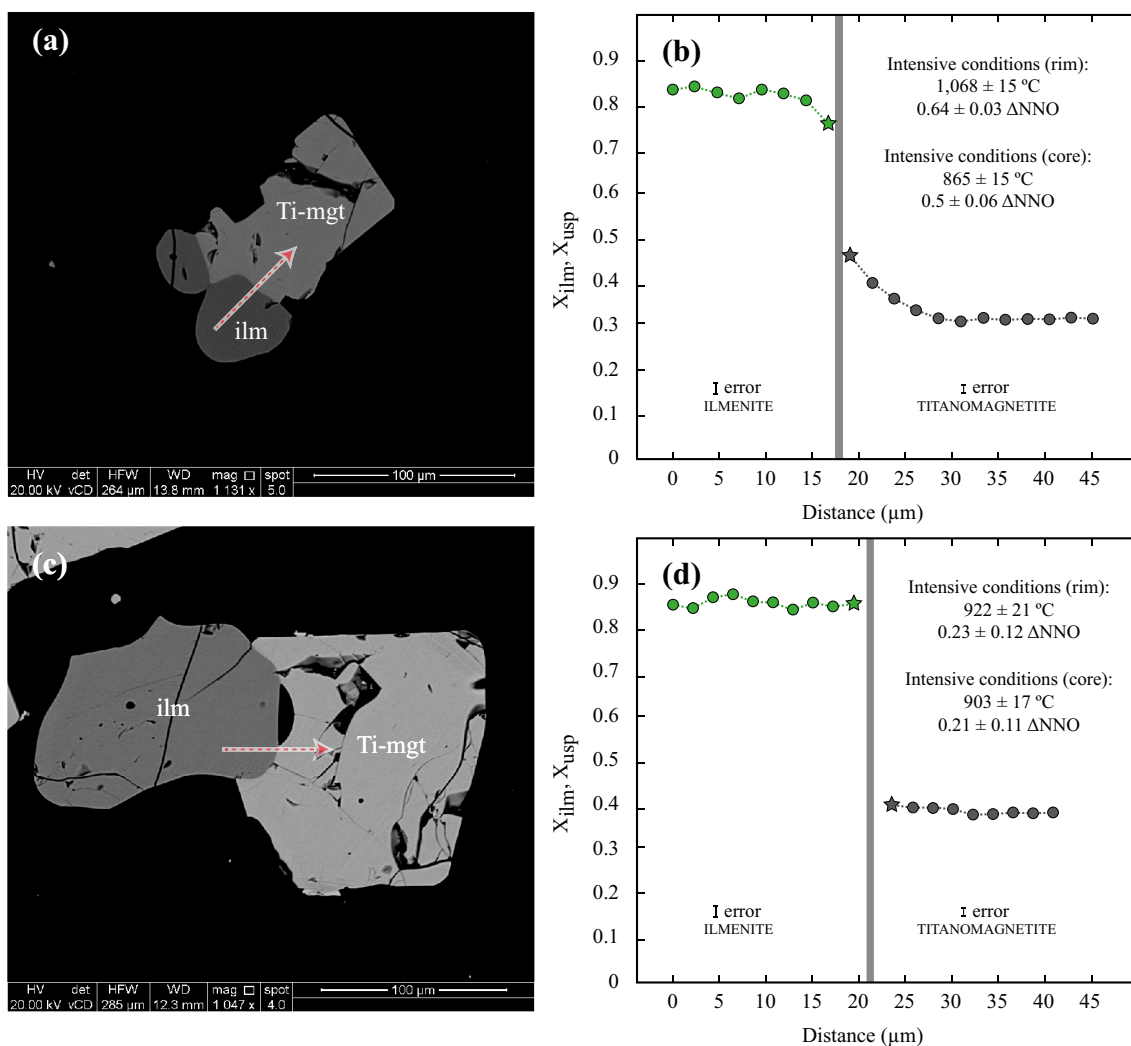 (a)
Ti-mgt
ilm
HV det HFW WD mag □ spot
20.00 kV vCD 264 µm 13.8 mm 1 131 x 5.0
100 µm
(b)
Intensive conditions (rim):
1,068 ± 15 ºC
0.64 ± 0.03 ΔNNO
Intensive conditions (core):
865 ± 15 ºC
0.5 ± 0.06 ΔNNO
0.9
0.8
0.7
0.6
0.5
0.4
0.3
0.2
0.1
0
Xilm, Xusp
error
ILMENITE
error
TITANOMAGNETITE
0 5 10 15 20 25 30 35 40 45
Distance (µm)
(c)
ilm
Ti-mgt
HV det HFW WD mag □ spot
20.00 kV vCD 285 µm 12.3 mm 1 047 x 4.0
100 µm
(d)
Intensive conditions (rim):
922 ± 21 ºC
0.23 ± 0.12 ΔNNO
Intensive conditions (core):
903 ± 17 ºC
0.21 ± 0.11 ΔNNO
0.9
0.8
0.7
0.6
0.5
0.4
0.3
0.2
0.1
0
Xilm, Xusp
error
ILMENITE
error
TITANOMAGNETITE
0 5 10 15 20 25 30 35 40 45
Distance (µm)